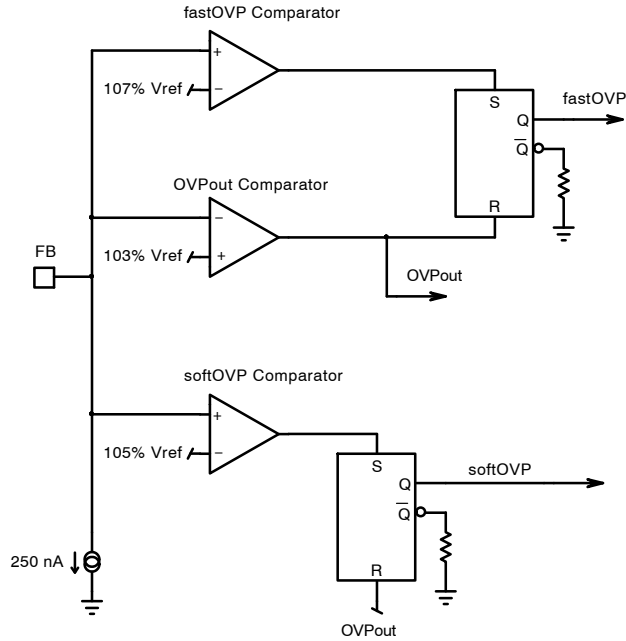 fastOVP Comparator
+
107% Vref
−
S
fastOVP
Q
Q̅
OVPout Comparator
R
−
FB
103% Vref
+
OVPout
softOVP Comparator
+
105% Vref
−
S
softOVP
Q
Q̅
250 nA
R
OVPout